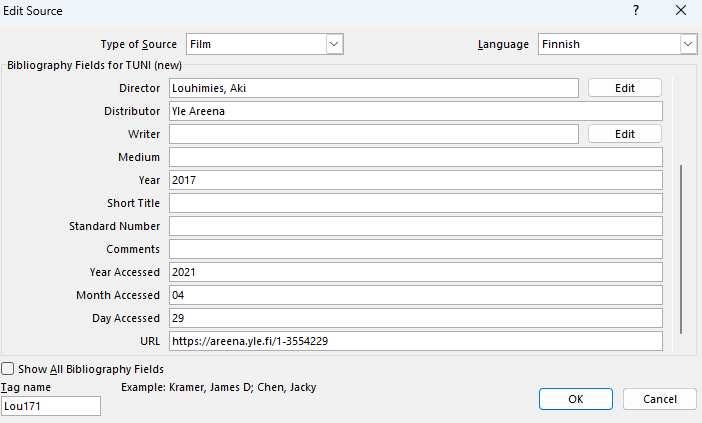 Edit Source
? ×
Type of Source Film Language Finnish
Bibliography Fields for TUNI (new)
Director Louhimies, Aki Edit
Distributor Yle Areena
Writer Edit
Medium
Year 2017
Short Title
Standard Number
Comments
Year Accessed 2021
Month Accessed 04
Day Accessed 29
URL https://areena.yle.fi/1-3554229
Show All Bibliography Fields
Tag name Example: Kramer, James D; Chen, Jacky
Lou171 OK Cancel